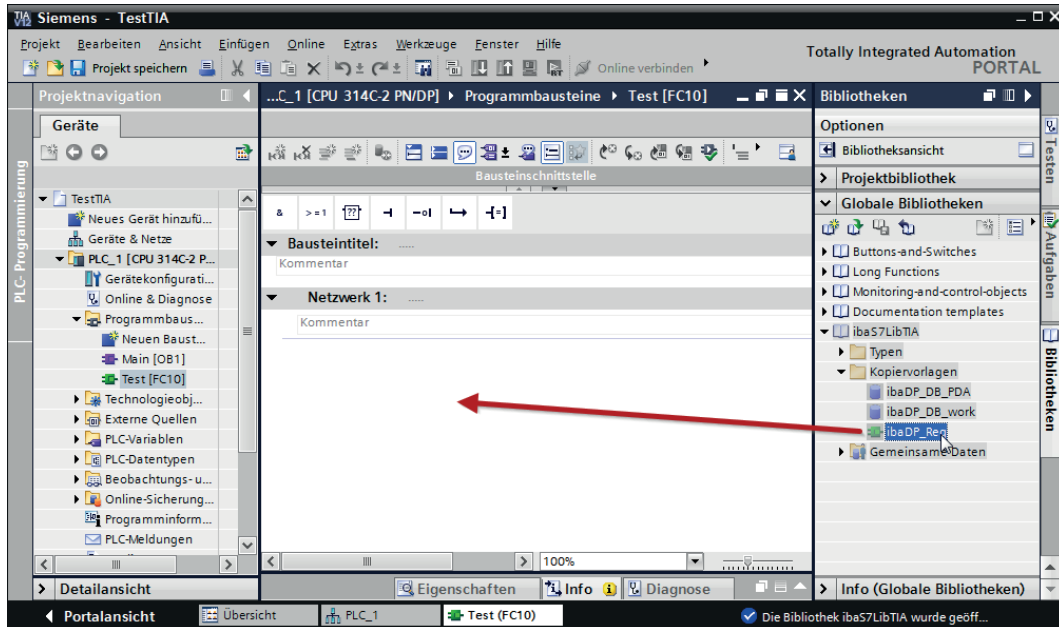 Siemens - TestTIA
Projekt Bearbeiten Ansicht Einfügen Online Extras Werkzeuge Fenster Hilfe
Totally Integrated Automation
PORTAL
Projekt speichern
Online verbinden
Projektnavigation
...C_1 [CPU 314C-2 PN/DP] Programmbausteine Test [FC10]
Bibliotheken
Geräte
Optionen
Bibliotheksansicht
Bausteinschnittstelle
Projektbibliothek
TestTIA
Globale Bibliotheken
Neues Gerät hinzufü...
& >=1 ??
Geräte & Netze
Bausteintitel: .....
Buttons-and-Switches
PLC_1 [CPU 314C-2 P...
Kommentar
Long Functions
Gerätekonfigurati...
Monitoring-and-control-objects
Online & Diagnose
Netzwerk 1: .....
Documentation templates
Programmbaus...
Kommentar
ibaS7LibTIA
Neuen Baust...
Typen
Main [OB1]
Kopiervorlagen
Test [FC10]
ibaDP_DB_PDA
Technologieobj...
ibaDP_DB_work
Externe Quellen
ibaDP_Req
PLC-Variablen
Gemeinsame Daten
PLC-Datentypen
Beobachtungs- u...
Online-Sicherung...
Programminform...
PLC-Meldungen
100%
Detailansicht
Eigenschaften Info Diagnose
Info (Globale Bibliotheken)
Portalansicht Übersicht PLC_1 Test (FC10)
Die Bibliothek ibaS7LibTIA wurde geöff...
PLC- Programmierung
Testen
Aufgaben
Bibliotheken